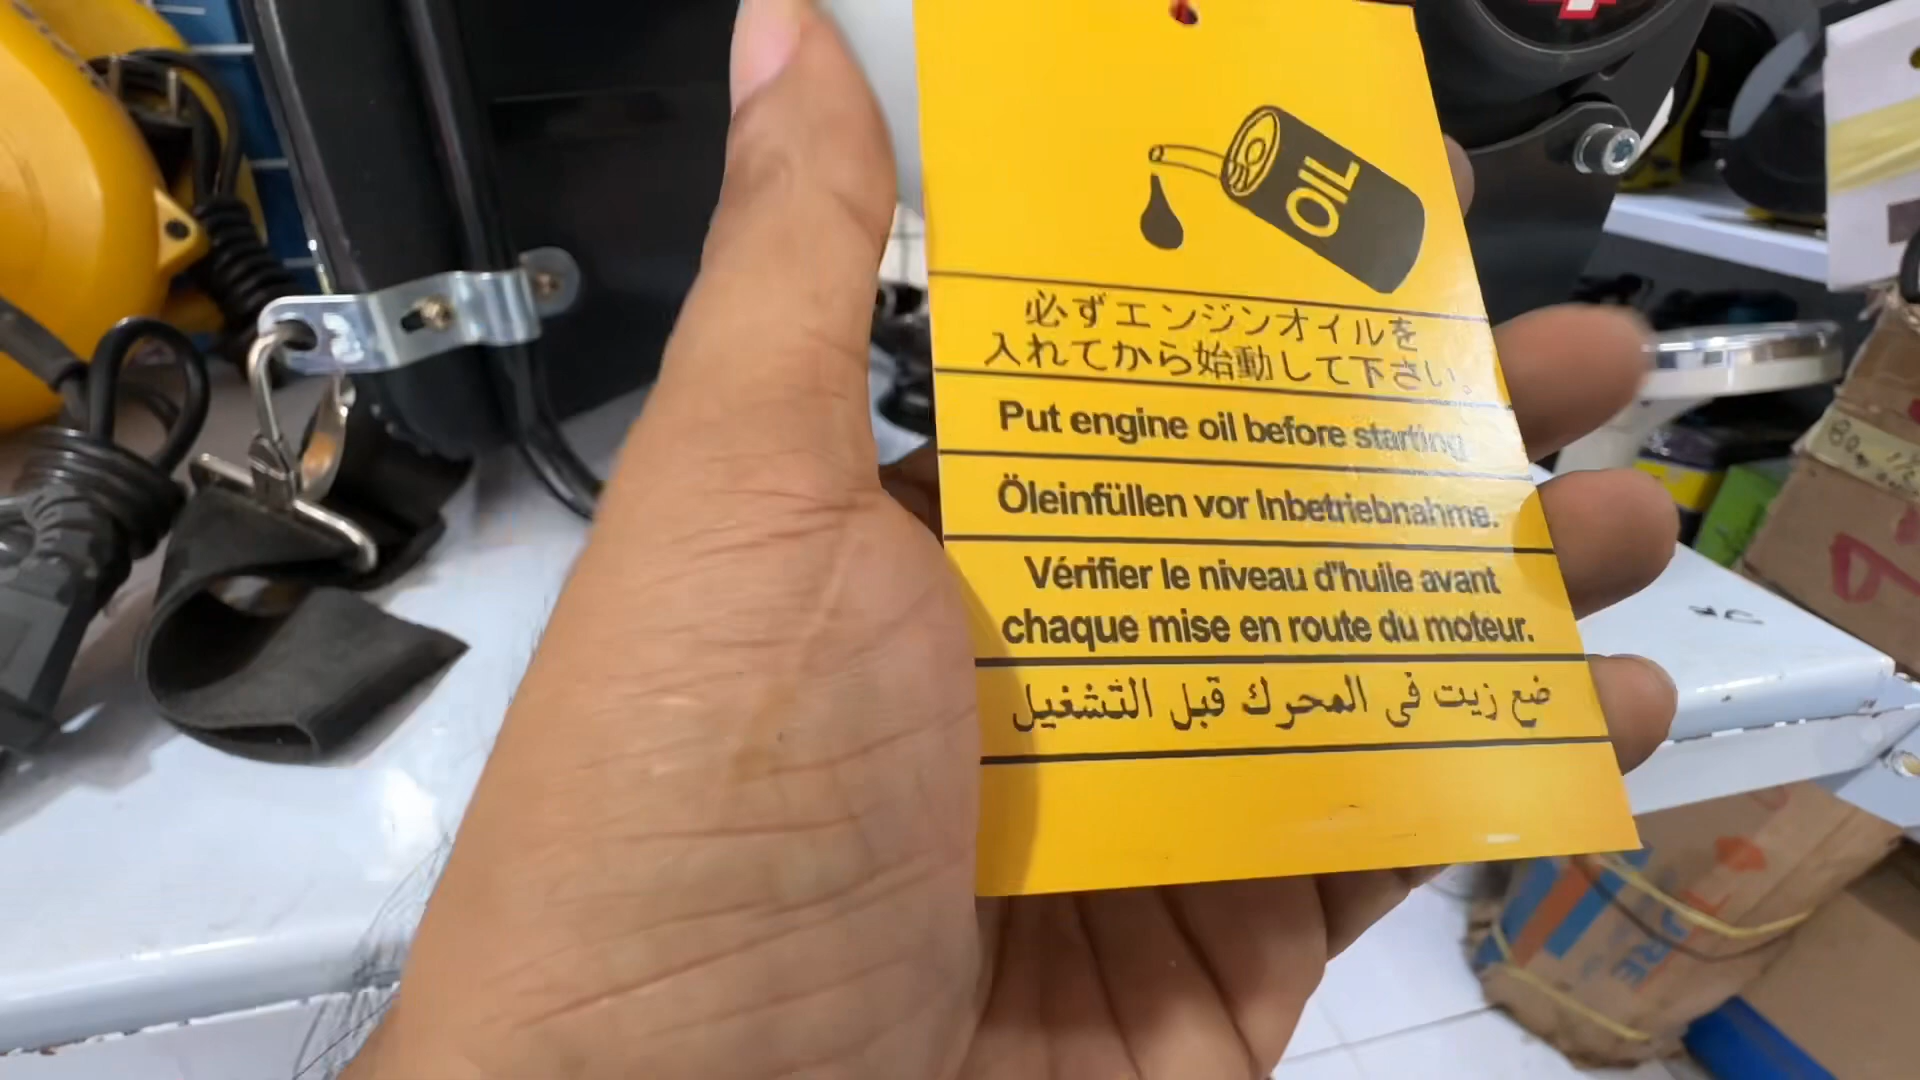 OIL
必ずエンジンオイルを
入れてから始動して下さい。
Put engine oil before starting
Öleinfüllen vor Inbetriebnahme.
Vérifier le niveau d'huile avant
chaque mise en route du moteur.
ضع زيت فى المحرك قبل التشغيل